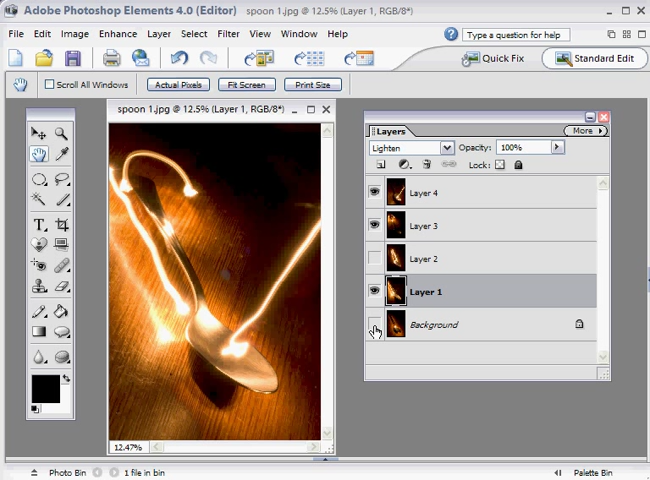 Adobe Photoshop Elements 4.0 (Editor)
spoon 1.jpg @ 12.5% (Layer 1, RGB/8*)
File Edit Image Enhance Layer Select Filter View Window Help
Type a question for help
Quick Fix
Standard Edit
Scroll All Windows
Actual Pixels
Fit Screen
Print Size
spoon 1.jpg @ 12.5% (Layer 1, RGB/8*)
Layers
More
Lighten
Opacity: 100%
Lock:
Layer 4
Layer 3
Layer 2
Layer 1
Background
12.47%
Photo Bin
1 file in bin
Palette Bin